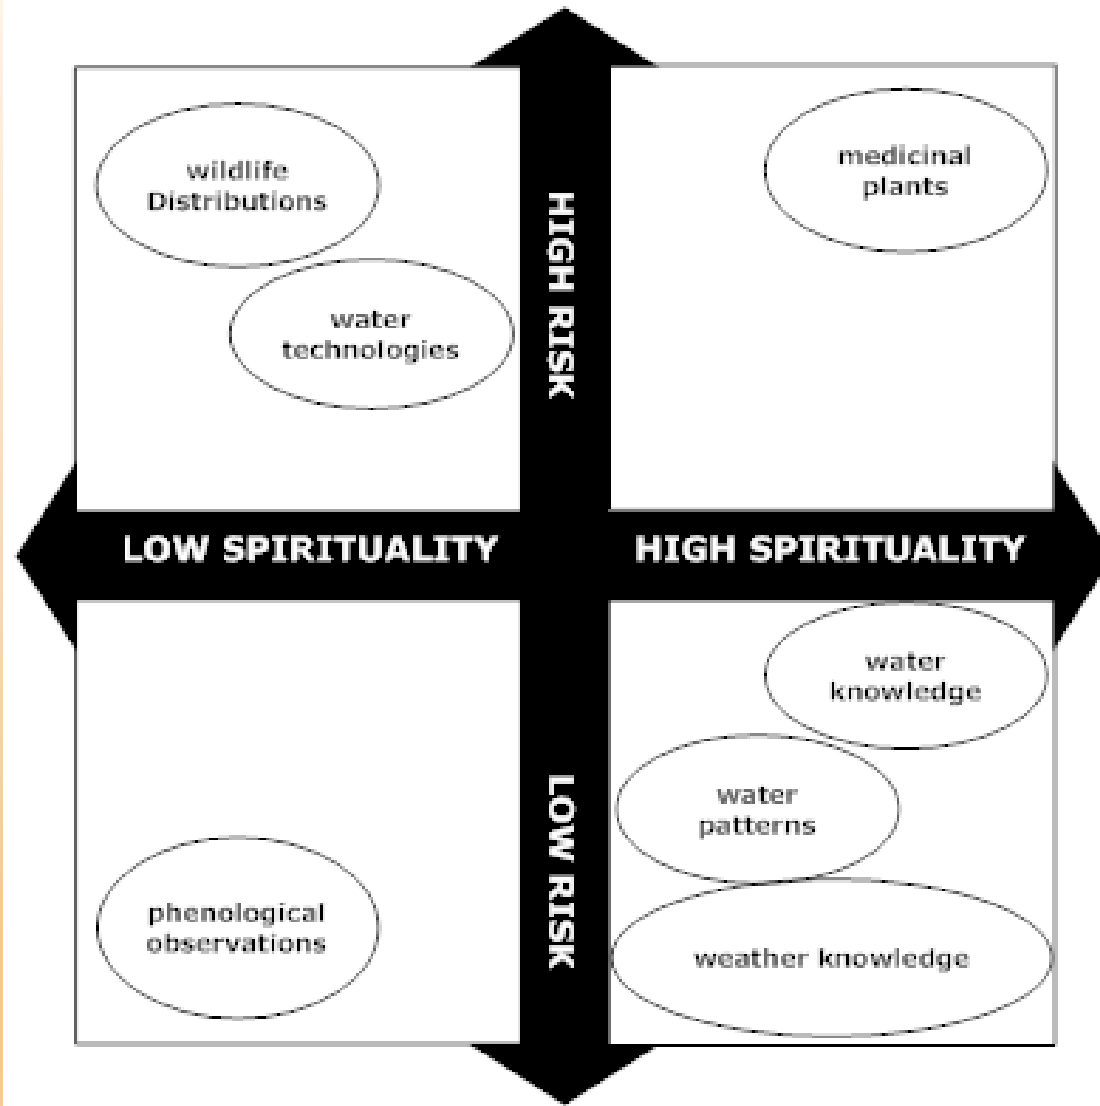 wildlife
Distributions
medicinal
plants
HIGH RISK
water
technologies
LOW SPIRITUALITY
HIGH SPIRITUALITY
water
knowledge
water
patterns
LOW RISK
phenological
observations
weather knowledge